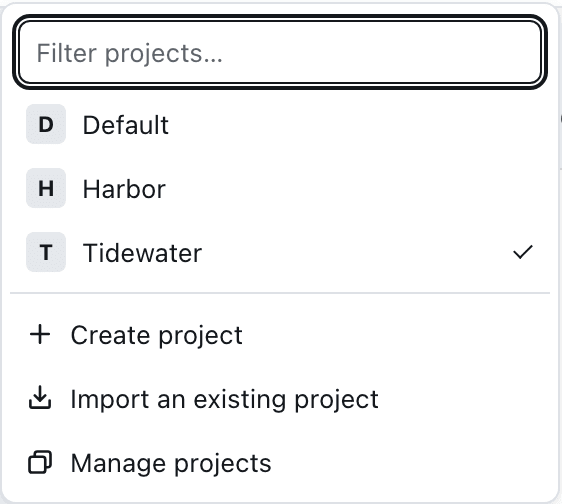 Filter projects...
D Default
H Harbor
T Tidewater
Create project
Import an existing project
Manage projects